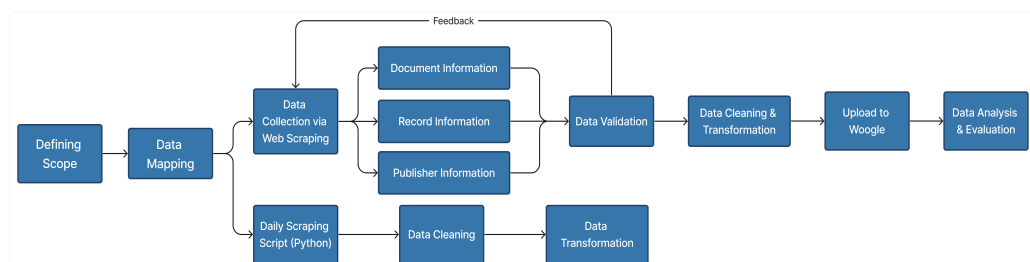 Feedback
Defining
Scope
Data
Mapping
Data
Collection via
Web Scraping
Document Information
Record Information
Publisher Information
Data Validation
Data Cleaning &
Transformation
Upload to
Woogle
Data Analysis
& Evaluation
Daily Scraping
Script (Python)
Data Cleaning
Data
Transformation